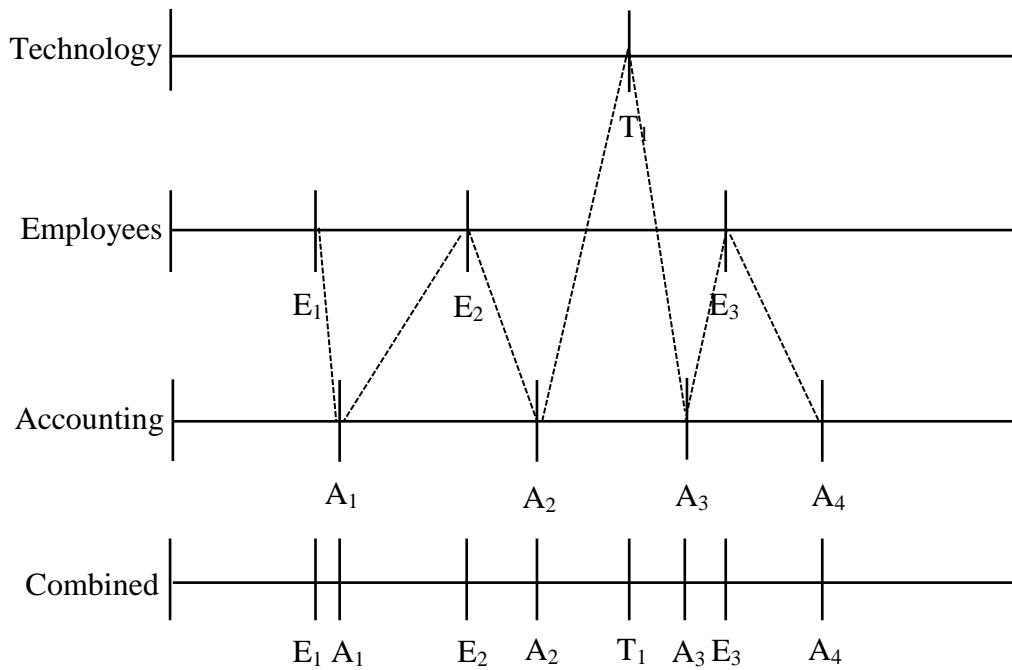 Technology
T₁
Employees
E₁ E₂ E₃
Accounting
A₁ A₂ A₃ A₄
Combined
E₁ A₁ E₂ A₂ T₁ A₃ E₃ A₄